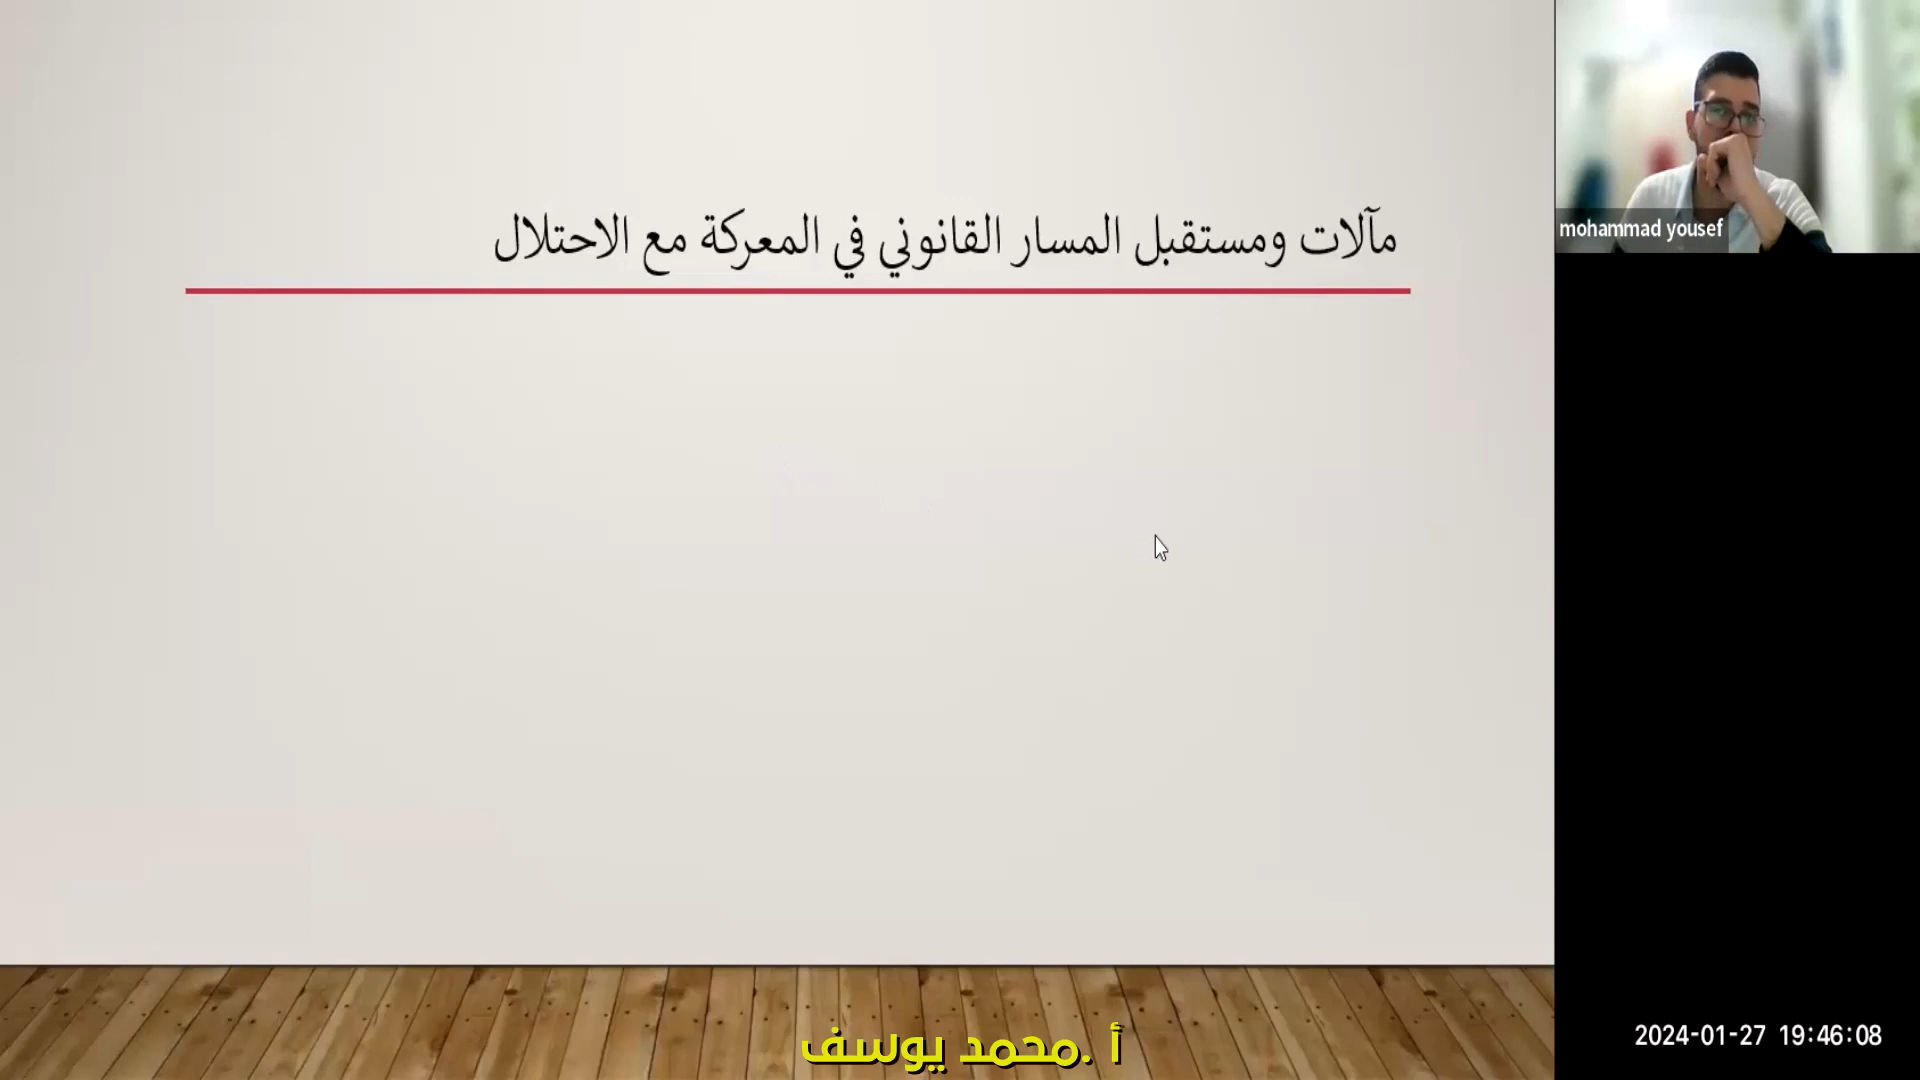 مآلات ومستقبل المسار القانوني في المعركة مع الاحتلال
mohammad yousef
أ .محمد يوسف
2024-01-27 19:46:08